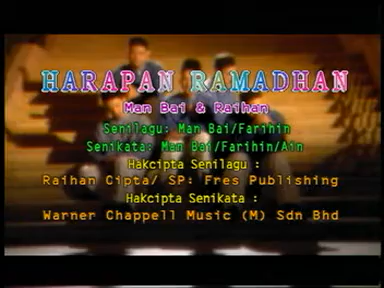 HARAPAN RAMADHAN
Man Bai & Raihan
Senilagu: Man Bai/Farihin
Senikata: Man Bai/Farihin/Ain
Hakcipta Senilagu :
Raihan Cipta/ SP: Fres Publishing
Hakcipta Senikata :
Warner Chappell Music (M) Sdn Bhd